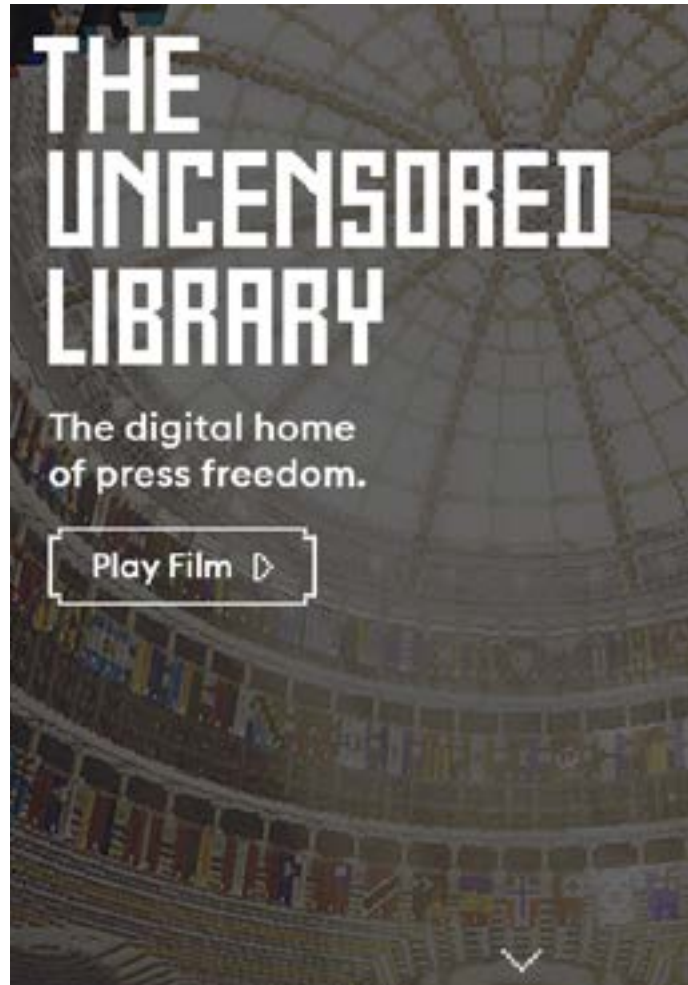 THE
UNCENSORED
LIBRARY
The digital home
of press freedom.
Play Film